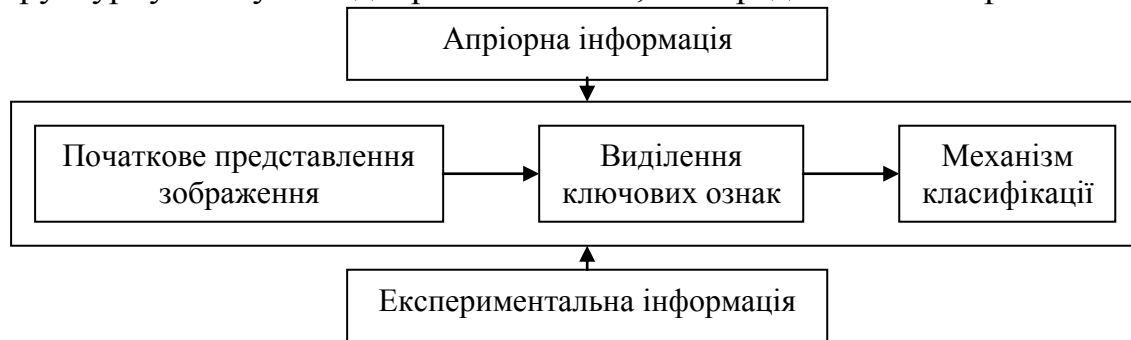 Апріорна інформація
Початкове представлення
зображення
Виділення
ключових ознак
Механізм
класифікації
Експериментальна інформація